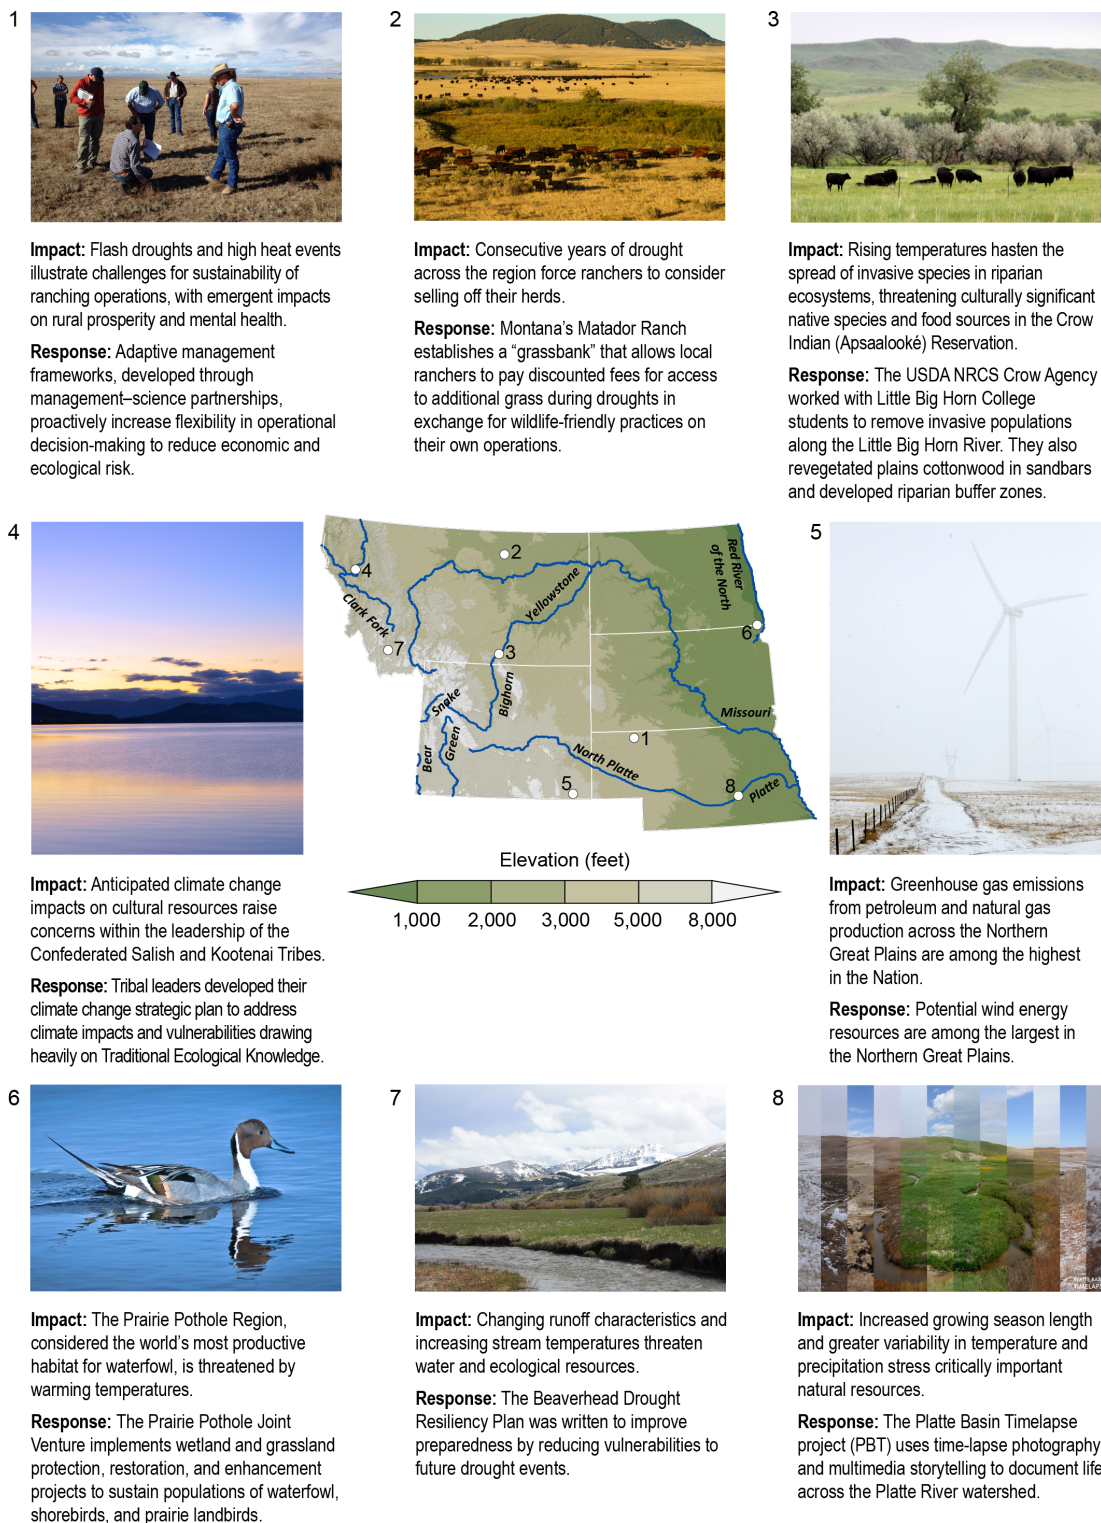 1
2
3
Impact: Flash droughts and high heat events
illustrate challenges for sustainability of
ranching operations, with emergent impacts
on rural prosperity and mental health.
Response: Adaptive management
frameworks, developed through
management–science partnerships,
proactively increase flexibility in operational
decision-making to reduce economic and
ecological risk.
Impact: Consecutive years of drought
across the region force ranchers to consider
selling off their herds.
Response: Montana's Matador Ranch
establishes a “grassbank” that allows local
ranchers to pay discounted fees for access
to additional grass during droughts in
exchange for wildlife-friendly practices on
their own operations.
Impact: Rising temperatures hasten the
spread of invasive species in riparian
ecosystems, threatening culturally significant
native species and food sources in the Crow
Indian (Apsaalooké) Reservation.
Response: The USDA NRCS Crow Agency
worked with Little Big Horn College
students to remove invasive populations
along the Little Big Horn River. They also
revegetated plains cottonwood in sandbars
and developed riparian buffer zones.
4
5
2
4
Red River
of the North
Yellowstone
Clark Fork
6
7
3
Snake
Bighorn
Missouri
Green
Bear
1
North Platte
5
8
Platte
Elevation (feet)
1,000 2,000 3,000 5,000 8,000
Impact: Anticipated climate change
impacts on cultural resources raise
concerns within the leadership of the
Confederated Salish and Kootenai Tribes.
Response: Tribal leaders developed their
climate change strategic plan to address
climate impacts and vulnerabilities drawing
heavily on Traditional Ecological Knowledge.
Impact: Greenhouse gas emissions
from petroleum and natural gas
production across the Northern
Great Plains are among the highest
in the Nation.
Response: Potential wind energy
resources are among the largest in
the Northern Great Plains.
6
7
8
PLATTE BASIN
TIMELAPSE
Impact: The Prairie Pothole Region,
considered the world's most productive
habitat for waterfowl, is threatened by
warming temperatures.
Response: The Prairie Pothole Joint
Venture implements wetland and grassland
protection, restoration, and enhancement
projects to sustain populations of waterfowl,
shorebirds, and prairie landbirds.
Impact: Changing runoff characteristics and
increasing stream temperatures threaten
water and ecological resources.
Response: The Beaverhead Drought
Resiliency Plan was written to improve
preparedness by reducing vulnerabilities to
future drought events.
Impact: Increased growing season length
and greater variability in temperature and
precipitation stress critically important
natural resources.
Response: The Platte Basin Timelapse
project (PBT) uses time-lapse photography
and multimedia storytelling to document life
across the Platte River watershed.